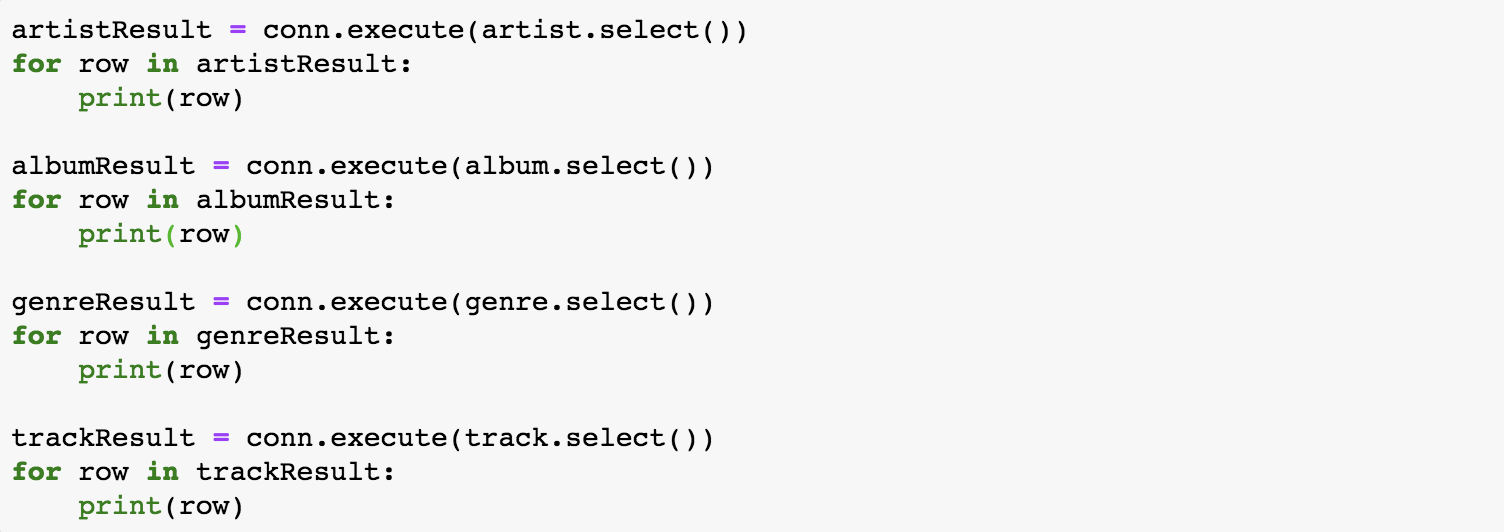 artistResult = conn.execute(artist.select())
for row in artistResult:
    print(row)

albumResult = conn.execute(album.select())
for row in albumResult:
    print(row)

genreResult = conn.execute(genre.select())
for row in genreResult:
    print(row)

trackResult = conn.execute(track.select())
for row in trackResult:
    print(row)